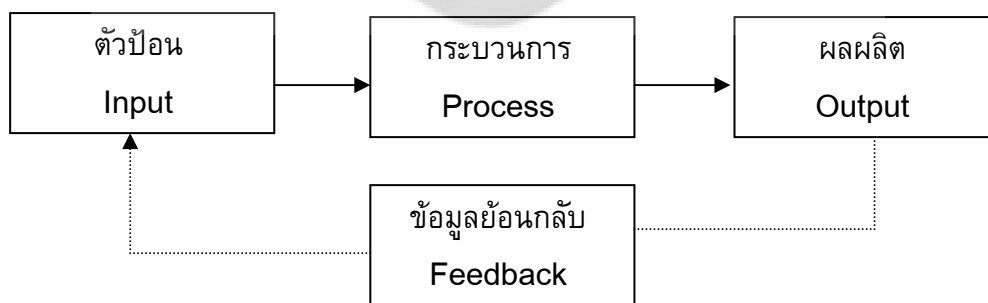 ตัวป้อน
Input
กระบวนการ
Process
ผลผลิต
Output
ข้อมูลย้อนกลับ
Feedback